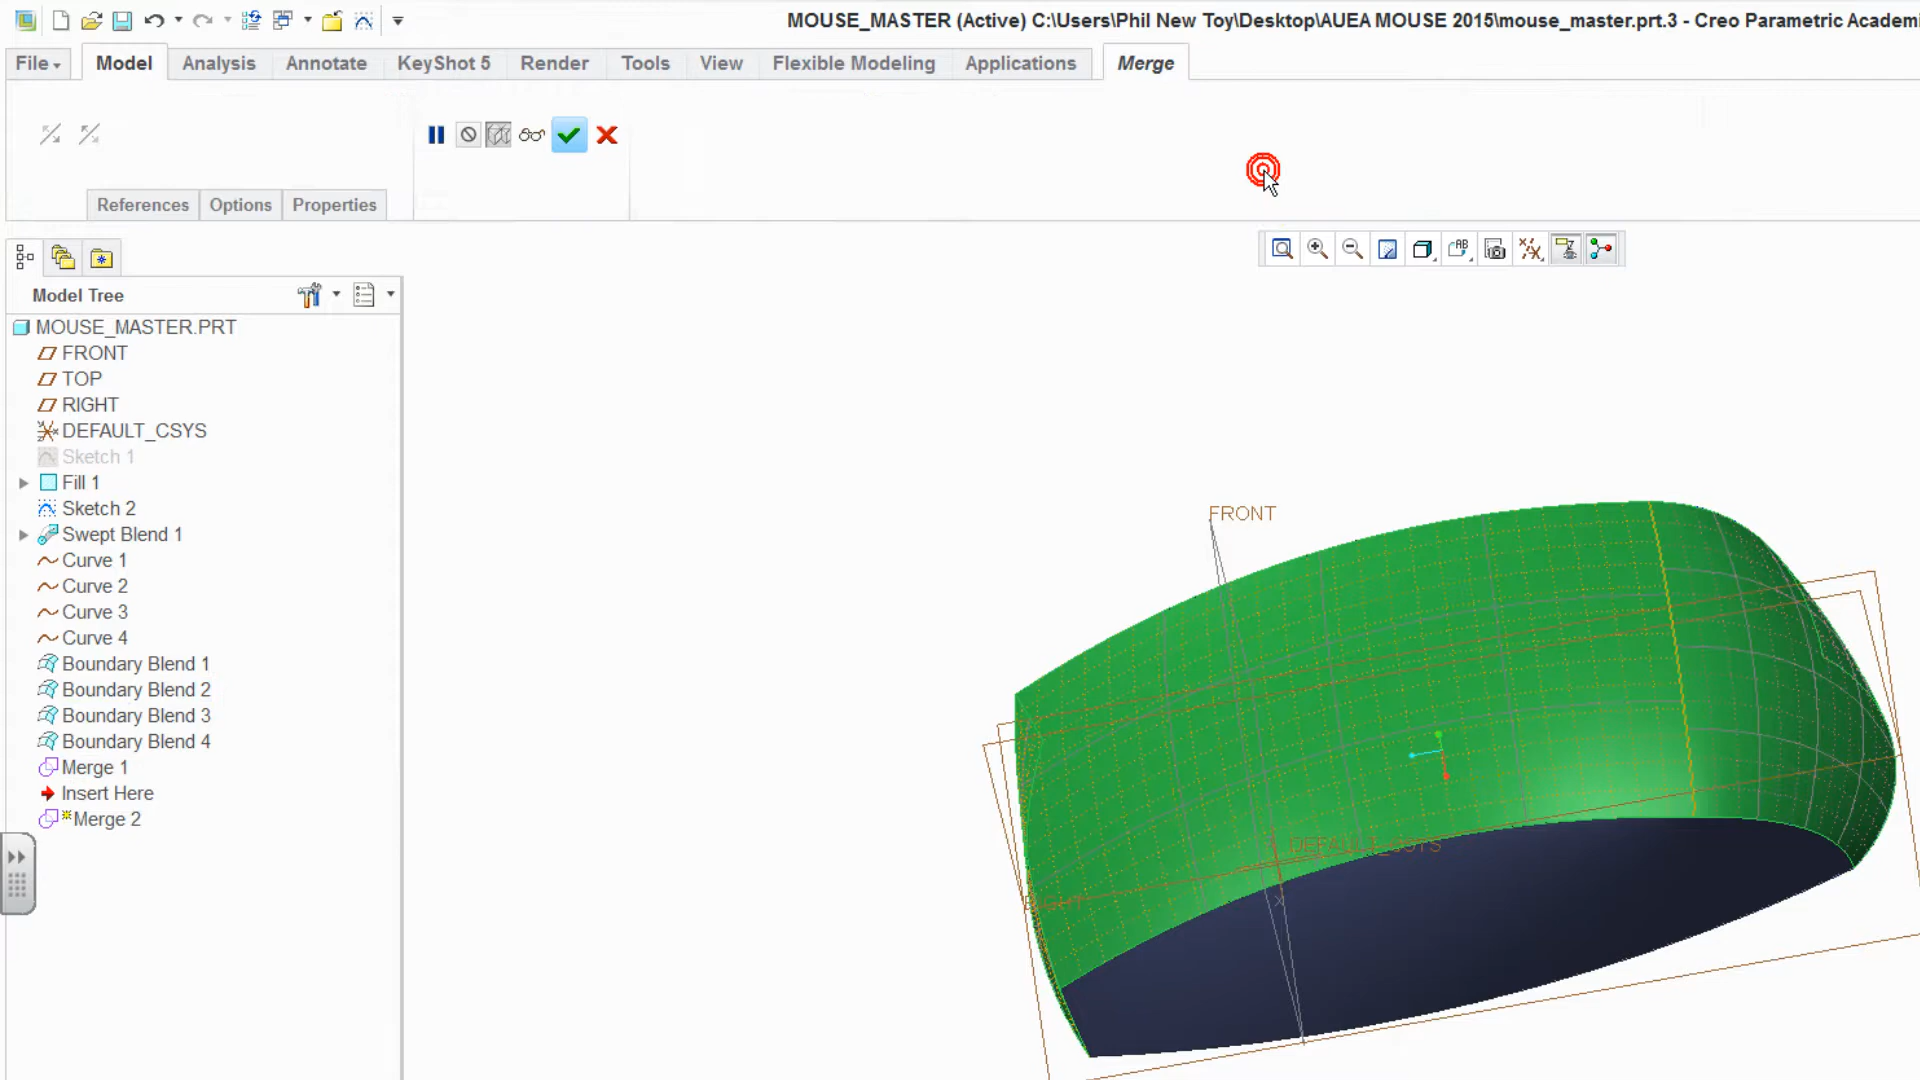 MOUSE_MASTER (Active) C:\Users\Phil New Toy\Desktop\AUEA MOUSE 2015\mouse_master.prt.3 - Creo Parametric Academi
File
Model
Analysis
Annotate
KeyShot 5
Render
Tools
View
Flexible Modeling
Applications
Merge
References
Options
Properties
Model Tree
MOUSE_MASTER.PRT
FRONT
TOP
RIGHT
DEFAULT_CSYS
Sketch 1
Fill 1
Sketch 2
Swept Blend 1
Curve 1
Curve 2
Curve 3
Curve 4
Boundary Blend 1
Boundary Blend 2
Boundary Blend 3
Boundary Blend 4
Merge 1
Insert Here
Merge 2
FRONT
DEFAULT_CSYS
RIGHT
X